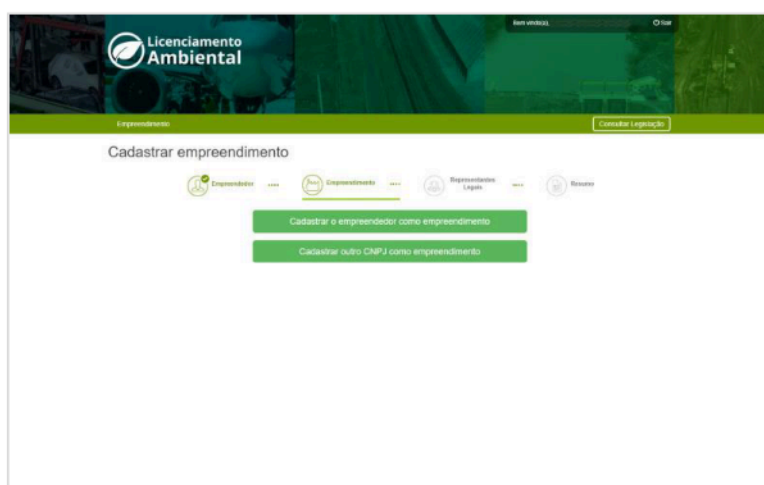 Bem vindo(a),
Sair
Licenciamento
Ambiental
Empreendimento
Consultar Legislação
Cadastrar empreendimento
Empreendedor
Empreendimento
Representantes
Legais
Resumo
Cadastrar o empreendedor como empreendimento
Cadastrar outro CNPJ como empreendimento